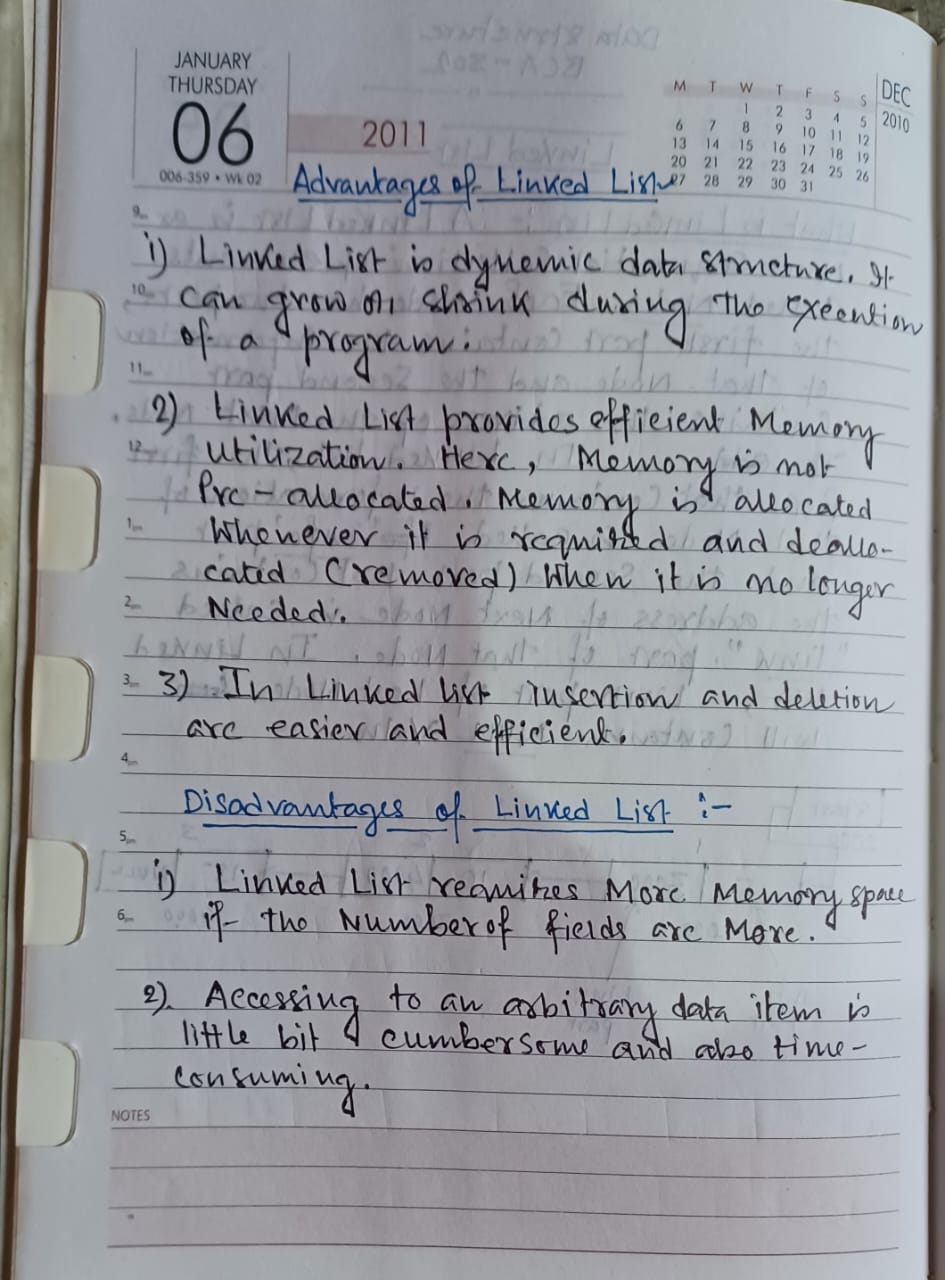 JANUARY
THURSDAY
06
006-359 • Wk 02
2011
M T W T F S S
1 2 3 4 5
6 7 8 9 10 11 12
13 14 15 16 17 18 19
20 21 22 23 24 25 26
27 28 29 30 31
DEC
2010
Advantages of Linked List
9
i) Linked List is dynemic data structure. It
10
can grow or shrink during the execution
of a program.
11
2) Linked List provides efficient Memory
12
Utilization. Here, Memory is not
Pre-allocated. Memory is allocated
1
Whenever it is required and deallo-
cated (removed) When it is no longer
2
Needed.
3
3) In Linked list insertion and deletion
are easier and efficient.
4
Disadvantages of Linked List :-
5
i) Linked List requires More Memory space
6
if the Number of fields are More.
2) Accessing to an arbitrary data item is
little bit cumbersome and also time-
consuming.
NOTES